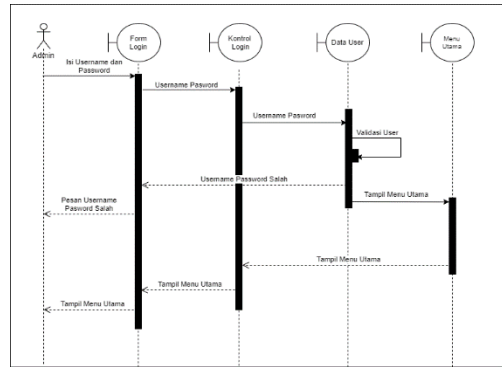 Admin
Form
Login
Kontrol
Login
Data User
Menu
Utama
Isi Username dan
Password
Username Pasword
Username Pasword
Validasi User
Username Password Salah
Pesan Username
Pasword Salah
Tampil Menu Utama
Tampil Menu Utama
Tampil Menu Utama
Tampil Menu Utama